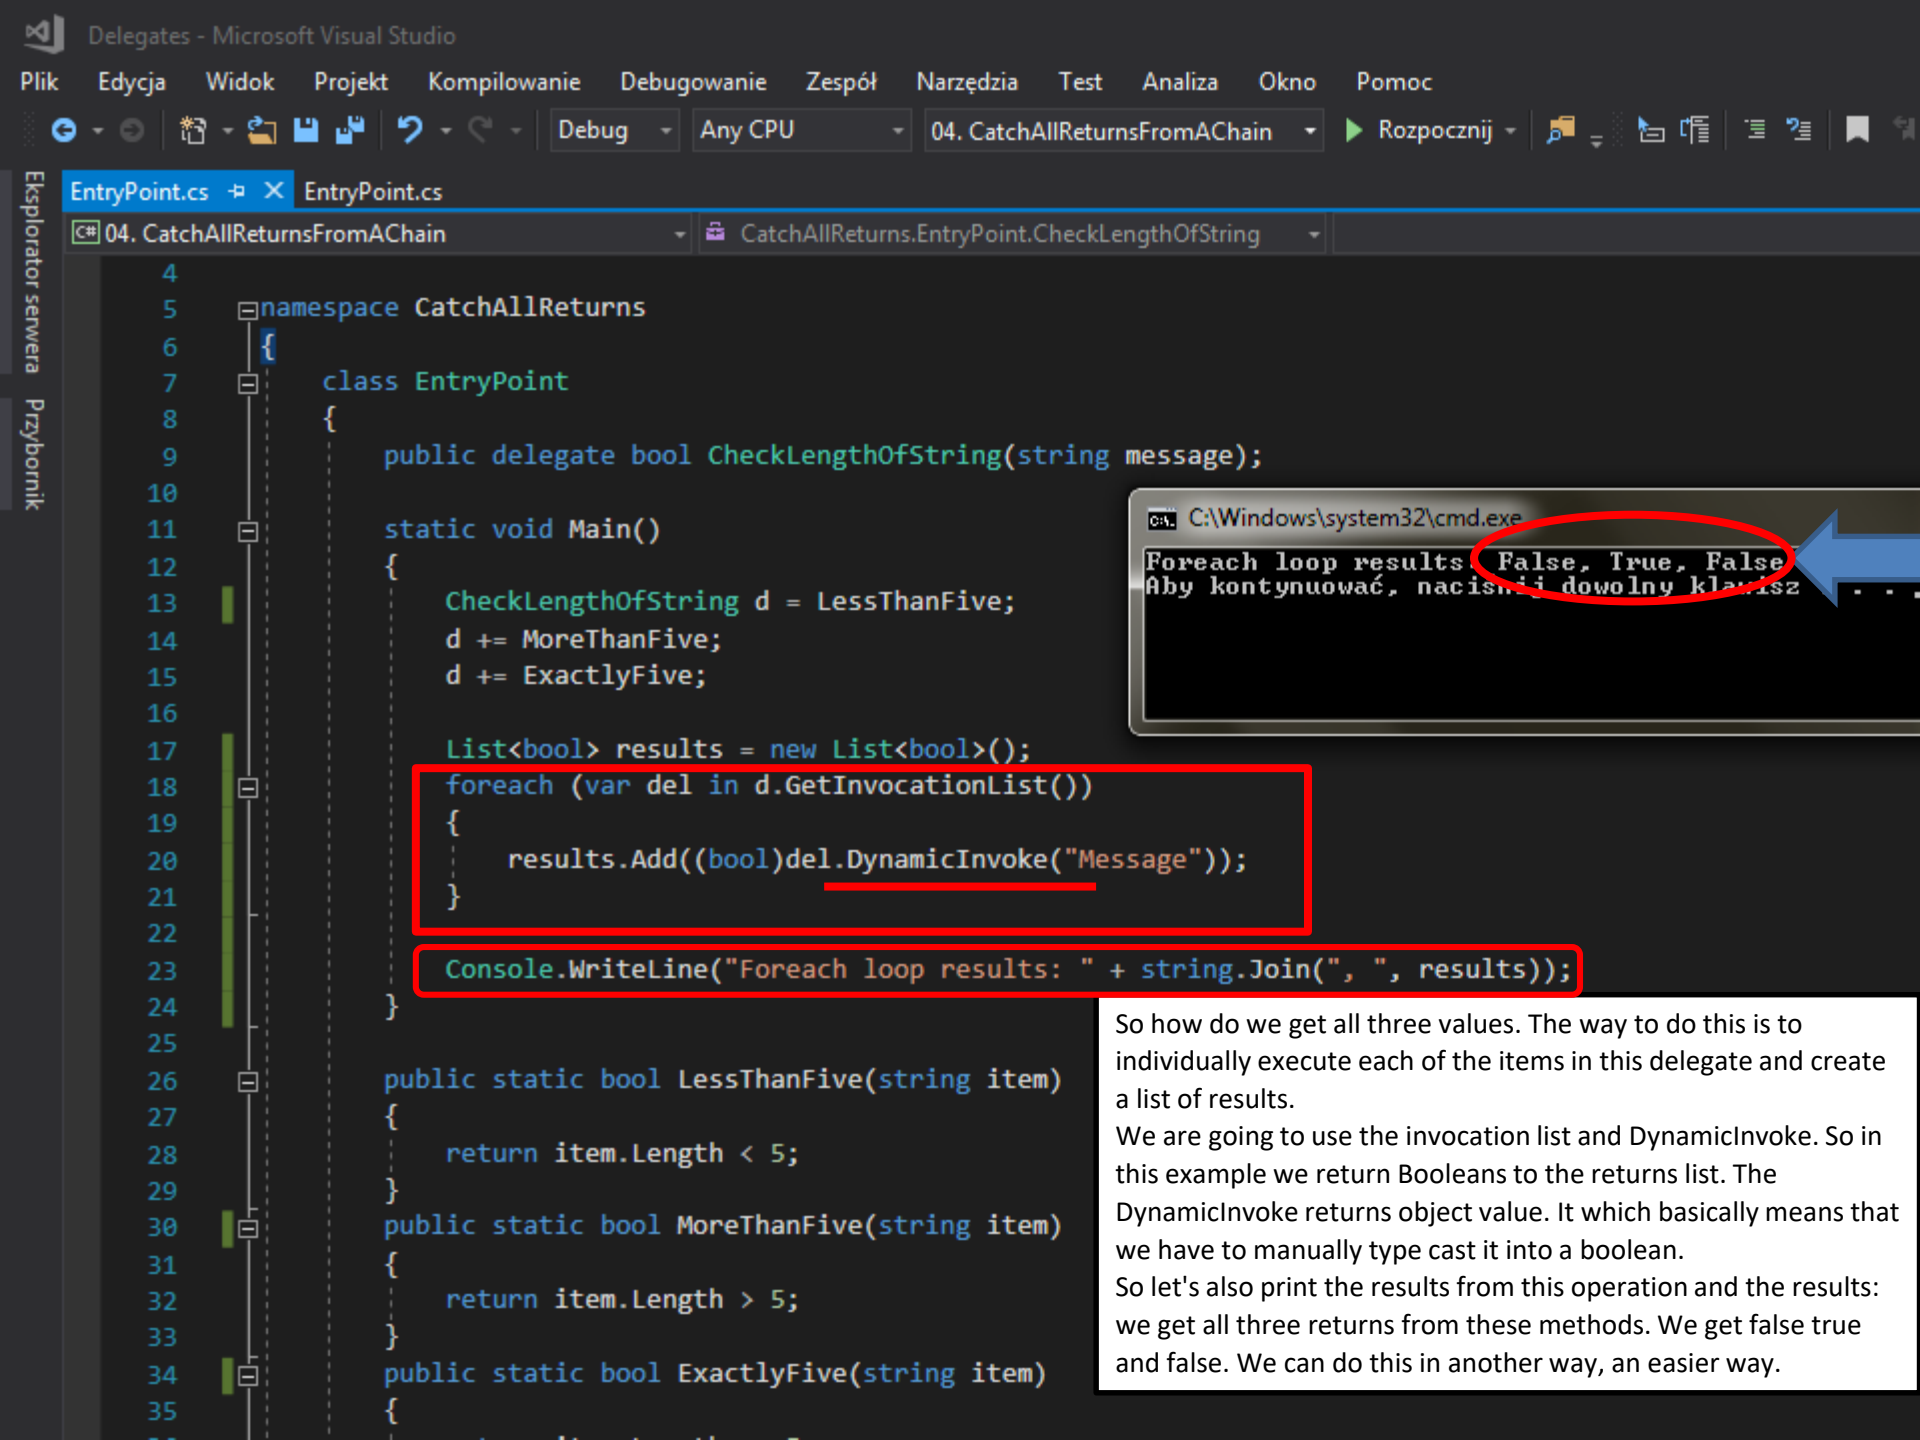 Delegates - Microsoft Visual Studio
Plik Edycja Widok Projekt Kompilowanie Debugowanie Zespół Narzędzia Test Analiza Okno Pomoc
Debug Any CPU 04. CatchAllReturnsFromAChain Rozpocznij
Eksplorator serwera
Przybornik
EntryPoint.cs EntryPoint.cs
C# 04. CatchAllReturnsFromAChain CatchAllReturns.EntryPoint.CheckLengthOfString
4
5 namespace CatchAllReturns
6 {
7 class EntryPoint
8 {
9 public delegate bool CheckLengthOfString(string message);
10
11 static void Main()
12 {
13 CheckLengthOfString d = LessThanFive;
14 d += MoreThanFive;
15 d += ExactlyFive;
16
17 List<bool> results = new List<bool>();
18 foreach (var del in d.GetInvocationList())
19 {
20 results.Add((bool)del.DynamicInvoke("Message"));
21 }
22
23 Console.WriteLine("Foreach loop results: " + string.Join(", ", results));
24 }
25
26 public static bool LessThanFive(string item)
27 {
28 return item.Length < 5;
29 }
30 public static bool MoreThanFive(string item)
31 {
32 return item.Length > 5;
33 }
34 public static bool ExactlyFive(string item)
35 {
C:\Windows\system32\cmd.exe
Foreach loop results: False, True, False
Aby kontynuować, naciśnij dowolny klawisz . . .
So how do we get all three values. The way to do this is to
individually execute each of the items in this delegate and create
a list of results.
We are going to use the invocation list and DynamicInvoke. So in
this example we return Booleans to the returns list. The
DynamicInvoke returns object value. It which basically means that
we have to manually type cast it into a boolean.
So let's also print the results from this operation and the results:
we get all three returns from these methods. We get false true
and false. We can do this in another way, an easier way.